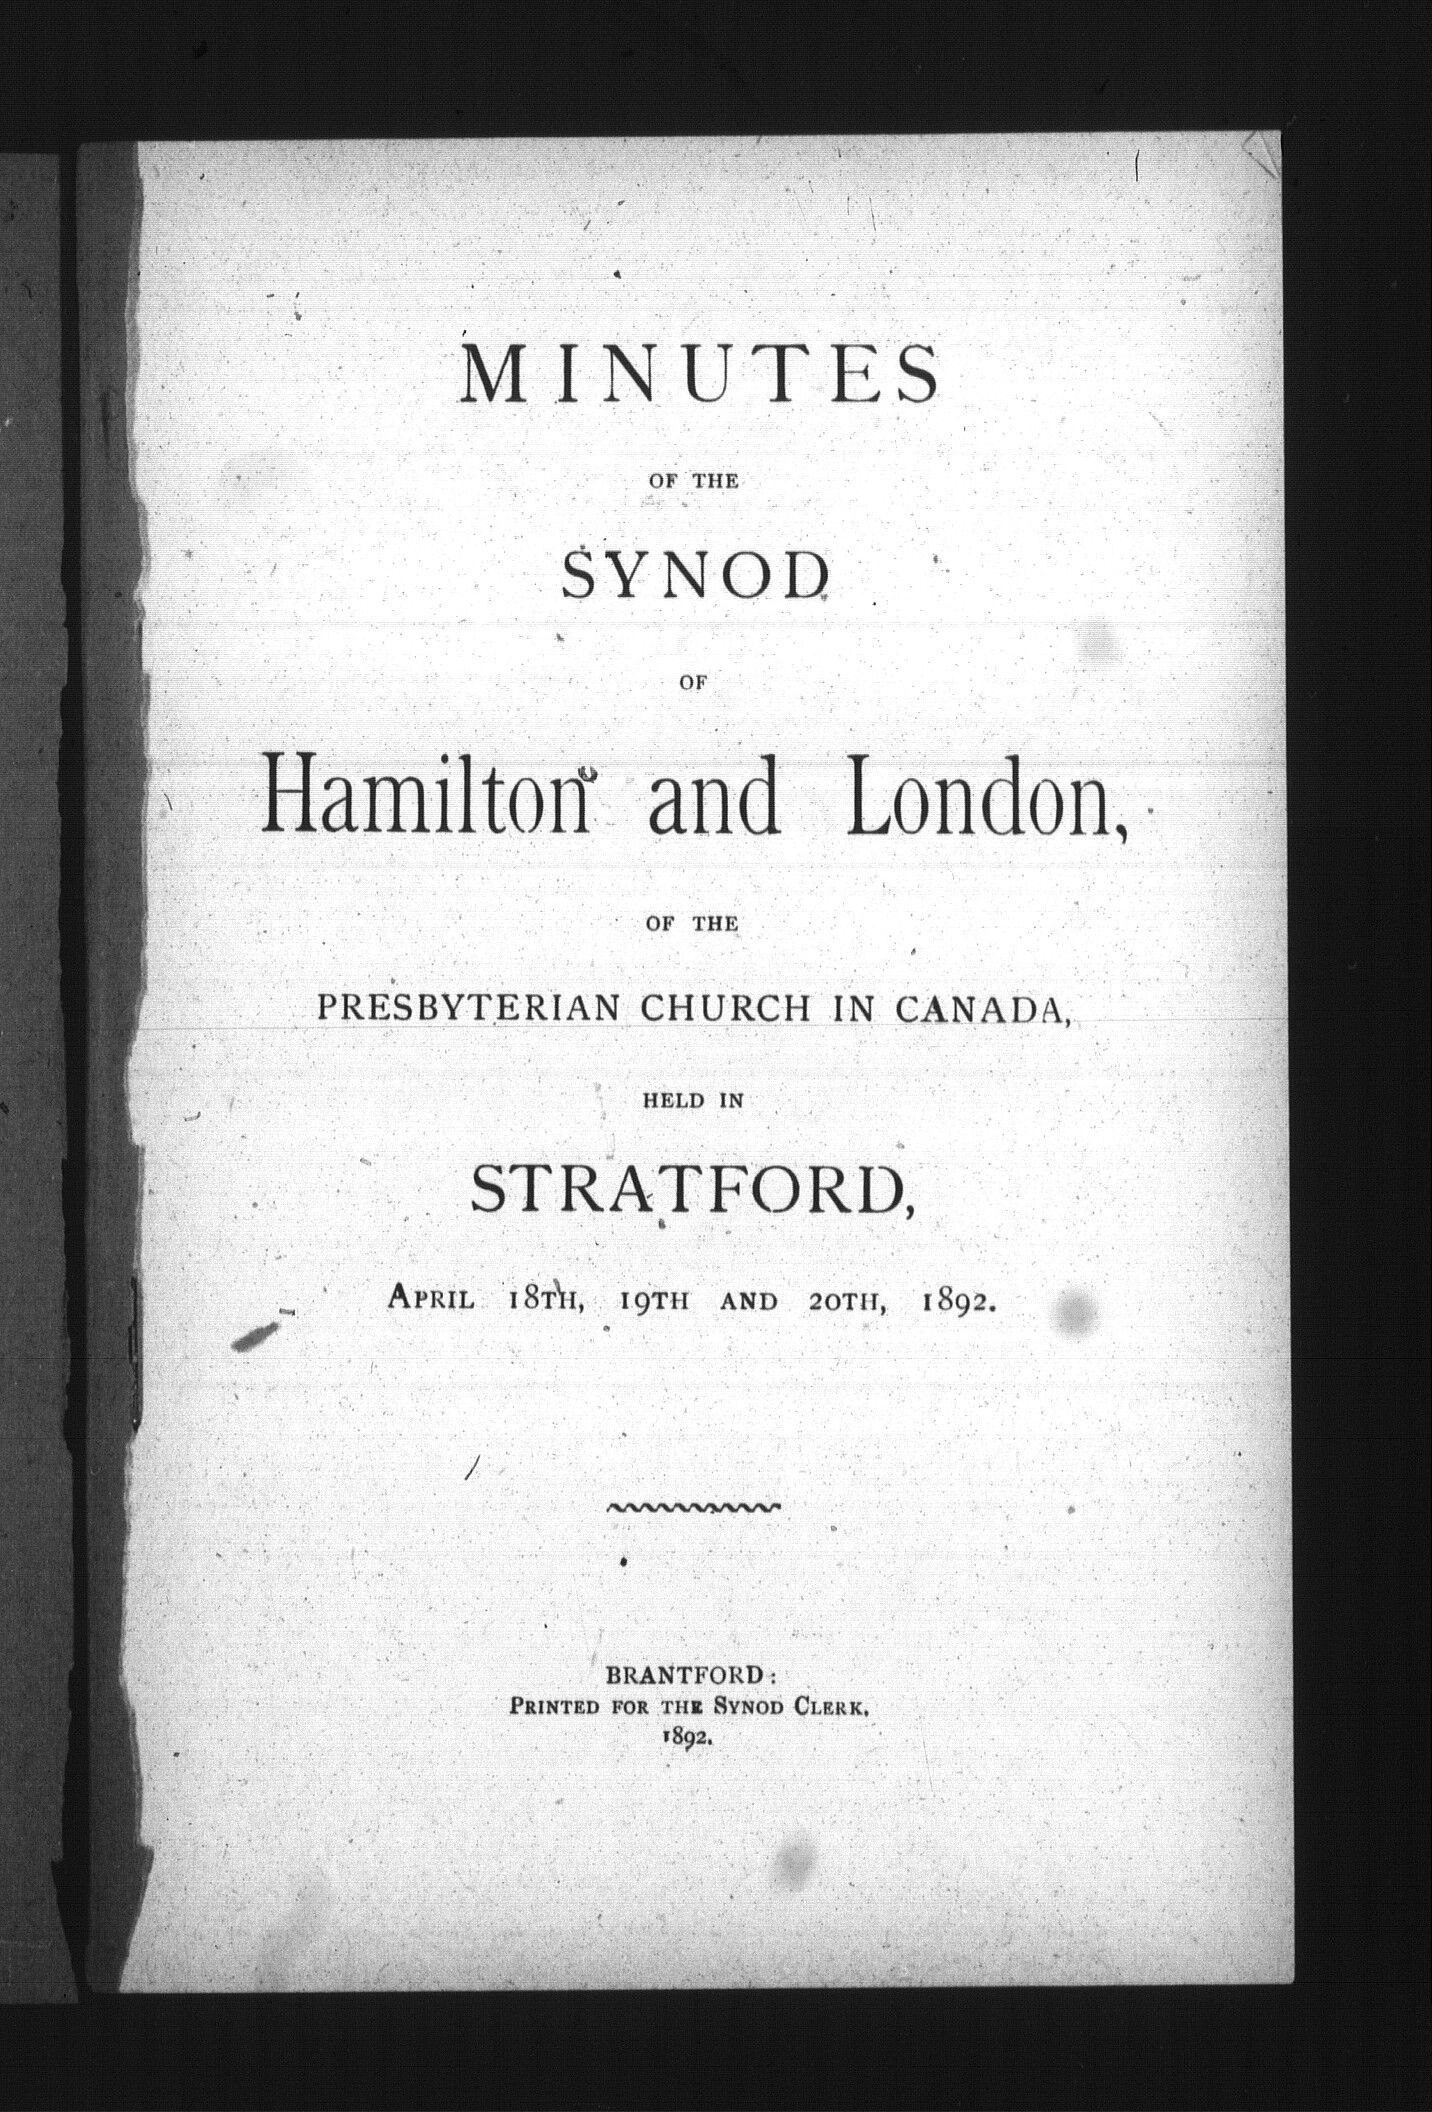 MINUTES
OF THE
SYNOD
OF
Hamilton and London,
OF THE
PRESBYTERIAN CHURCH IN CANADA,
HELD IN
STRATFORD,
APRIL 18TH, 19TH AND 20TH, 1892.
BRANTFORD:
PRINTED FOR THE SYNOD CLERK.
1892.